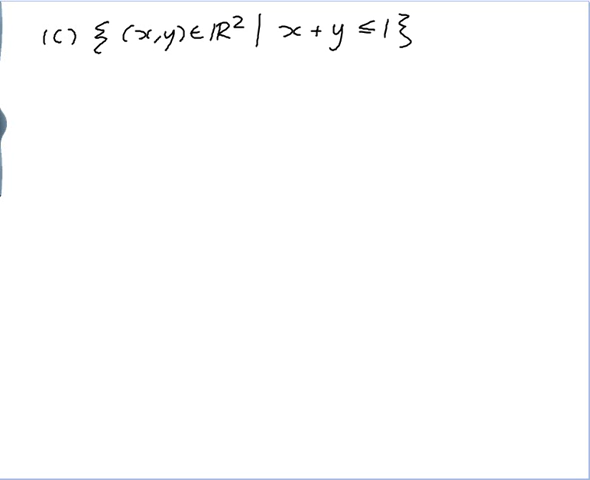 (c) { (x,y) ∈ ℝ² | x + y ≤ 1 }